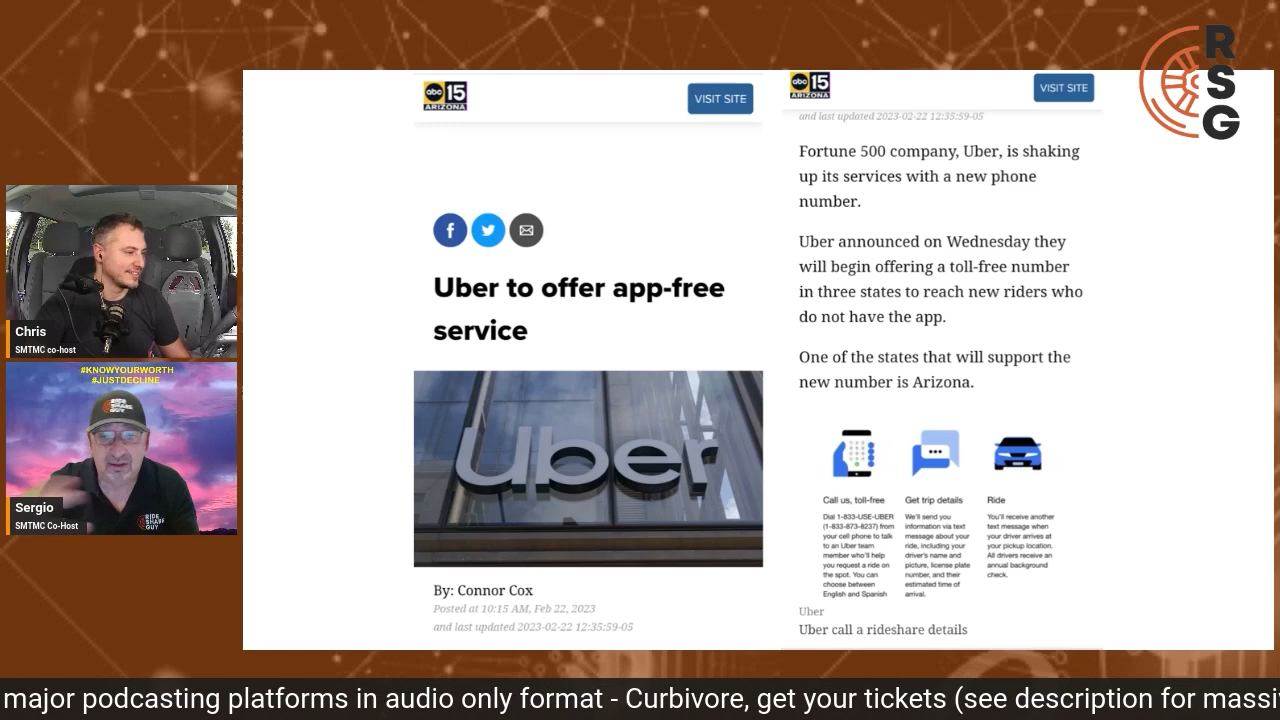 R
S
G
abc 15
ARIZONA
VISIT SITE
Uber to offer app-free
service
Uber
By: Connor Cox
Posted at 10:15 AM, Feb 22, 2023
and last updated 2023-02-22 12:35:59-05
abc 15
ARIZONA
VISIT SITE
and last updated 2023-02-22 12:35:59-05
Fortune 500 company, Uber, is shaking
up its services with a new phone
number.
Uber announced on Wednesday they
will begin offering a toll-free number
in three states to reach new riders who
do not have the app.
One of the states that will support the
new number is Arizona.
Call us, toll-free
Dial 1-833-USE-UBER
(1-833-873-8237) from
your cell phone to talk
to an Uber team
member who'll help
you request a ride on
the spot. You can
choose between
English and Spanish
Get trip details
We'll send you
information via text
message about your
ride, including your
driver's name and
picture, license plate
number, and their
estimated time of
arrival.
Ride
You'll receive another
text message when
your driver arrives at
your pickup location.
All drivers receive an
annual background
check.
Uber
Uber call a rideshare details
Chris
SMTMC co-host
#KNOWYOURWORTH
#JUSTDECLINE
RIDE
SHARE
Sergio
SMTMC Co-Host
major podcasting platforms in audio only format - Curbivore, get your tickets (see description for massi